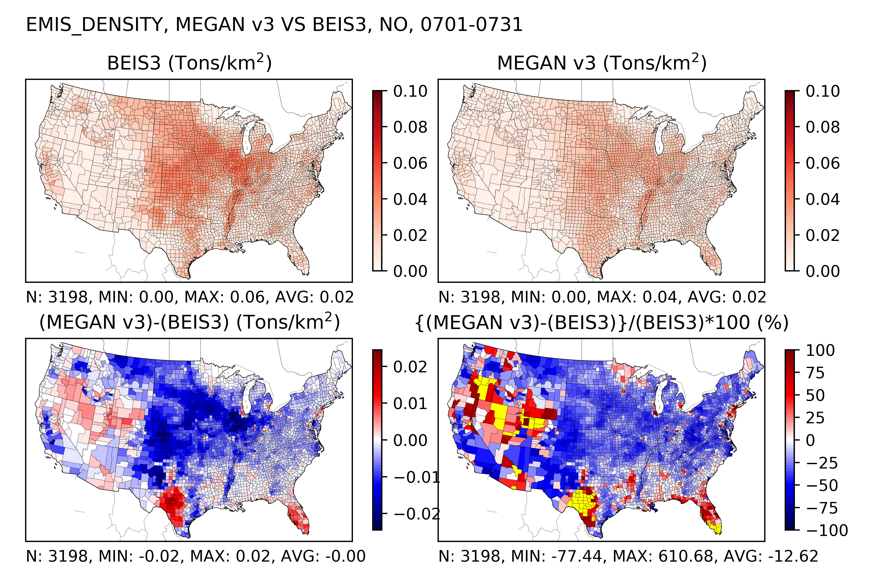 EMIS_DENSITY, MEGAN v3 VS BEIS3, NO, 0701-0731
BEIS3 (Tons/km²)
0.10
0.08
0.06
0.04
0.02
0.00
N: 3198, MIN: 0.00, MAX: 0.06, AVG: 0.02
MEGAN v3 (Tons/km²)
0.10
0.08
0.06
0.04
0.02
0.00
N: 3198, MIN: 0.00, MAX: 0.04, AVG: 0.02
(MEGAN v3)-(BEIS3) (Tons/km²)
0.02
0.01
0.00
−0.01
−0.02
N: 3198, MIN: -0.02, MAX: 0.02, AVG: -0.00
{(MEGAN v3)-(BEIS3)}/(BEIS3)*100 (%)
100
75
50
25
0
−25
−50
−75
−100
N: 3198, MIN: -77.44, MAX: 610.68, AVG: -12.62